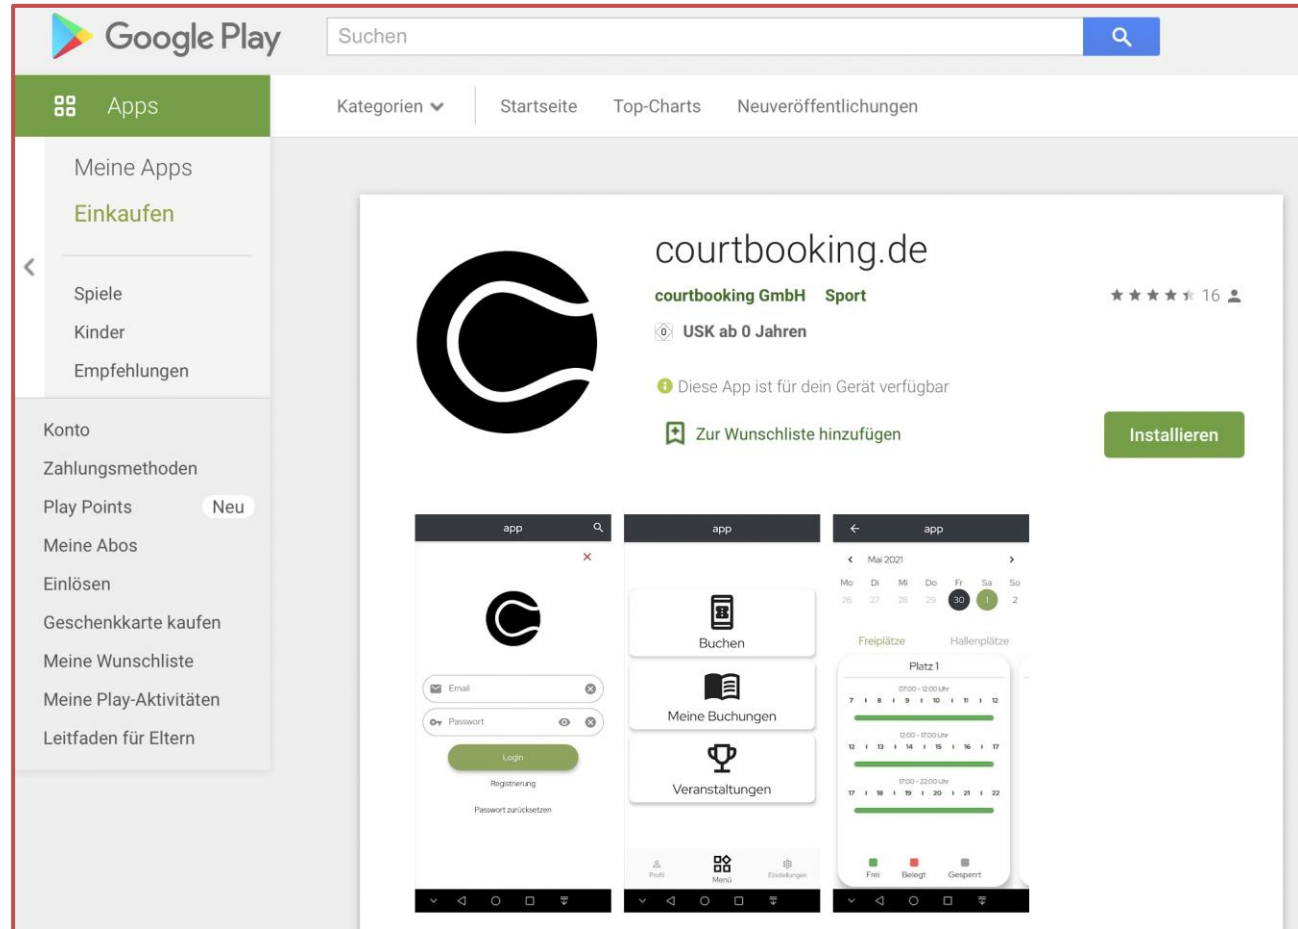 Google Play
Suchen
Apps
Kategorien
Startseite
Top-Charts
Neuveröffentlichungen
Meine Apps
Einkaufen
Spiele
Kinder
Empfehlungen
Konto
Zahlungsmethoden
Play Points Neu
Meine Abos
Einlösen
Geschenkkarte kaufen
Meine Wunschliste
Meine Play-Aktivitäten
Leitfaden für Eltern
courtbooking.de
courtbooking GmbH Sport
16
0 USK ab 0 Jahren
Diese App ist für dein Gerät verfügbar
Zur Wunschliste hinzufügen
Installieren
app
Email
Passwort
Login
Registrierung
Passwort zurücksetzen
app
Buchen
Meine Buchungen
Veranstaltungen
Profil Menü Einstellungen
app
Mai 2021
Mo Di Mi Do Fr Sa So
26 27 28 29 30 1 2
Freiplätze Hallenplätze
Platz 1
07:00 - 12:00 Uhr
7 8 9 10 11 12
12:00 - 17:00 Uhr
12 13 14 15 16 17
17:00 - 22:00 Uhr
17 18 19 20 21 22
Frei Belegt Gesperrt